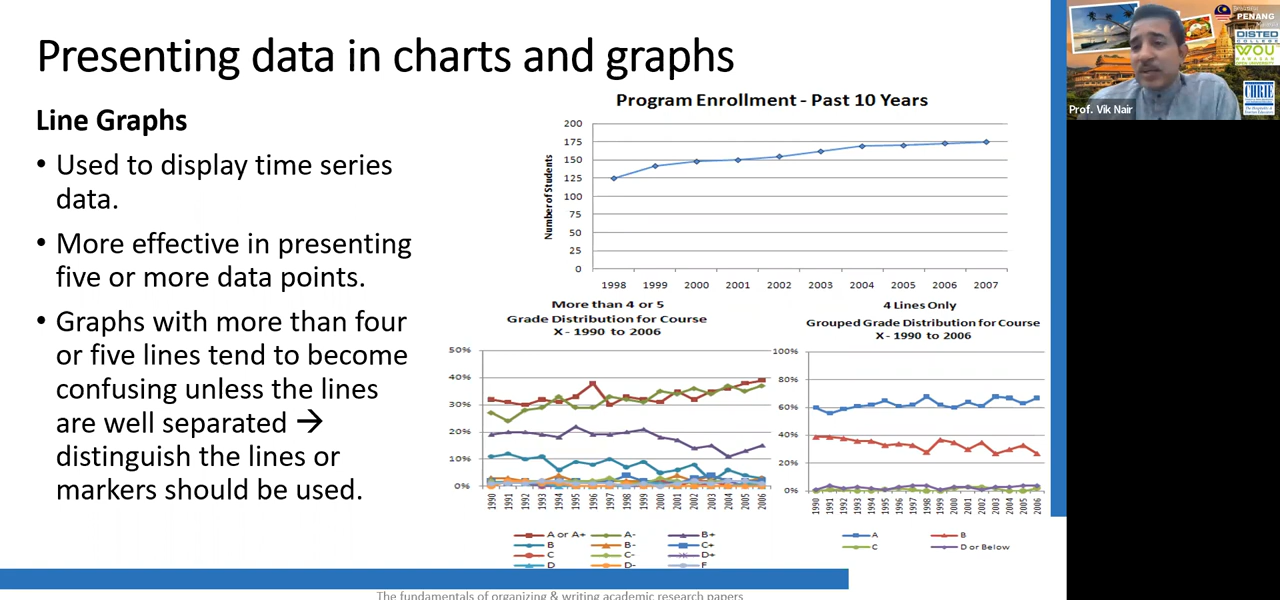 Presenting data in charts and graphs
Line Graphs
• Used to display time series
data.
• More effective in presenting
five or more data points.
• Graphs with more than four
or five lines tend to become
confusing unless the lines
are well separated →
distinguish the lines or
markers should be used.
Program Enrollment - Past 10 Years
Number of Students
200
175
150
125
100
75
50
25
0
1998 1999 2000 2001 2002 2003 2004 2005 2006 2007
More than 4 or 5
Grade Distribution for Course
X - 1990 to 2006
50%
40%
30%
20%
10%
0%
1990 1991 1992 1993 1994 1995 1996 1997 1998 1999 2000 2001 2002 2003 2004 2005 2006
A or A+ A- B+
B B- C+
C C- D+
D D- F
4 Lines Only
Grouped Grade Distribution for Course
X - 1990 to 2006
100%
80%
60%
40%
20%
0%
1990 1991 1992 1993 1994 1995 1996 1997 1998 1999 2000 2001 2002 2003 2004 2005 2006
A B
C D or Below
The fundamentals of organizing & writing academic research papers
PENANG
DISTED
COLLEGE
WOU
Prof. Vik Nair
CHRIE